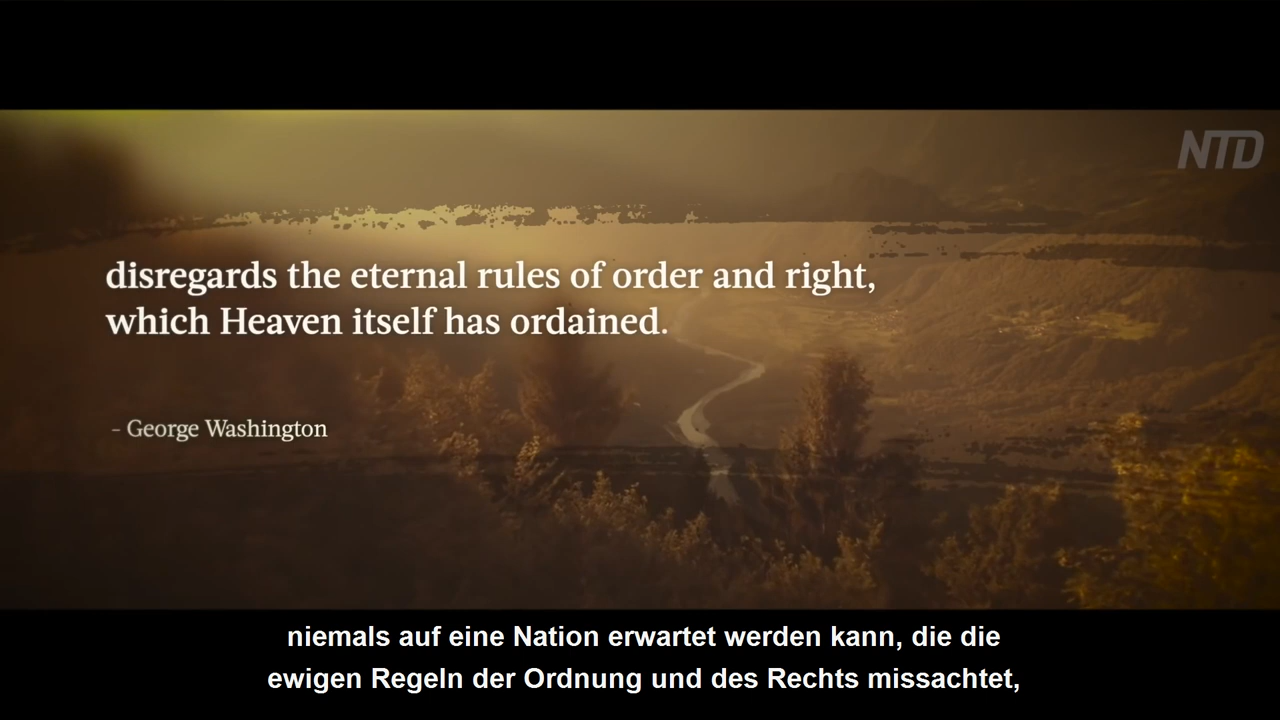 NTD
disregards the eternal rules of order and right,
which Heaven itself has ordained.
- George Washington
niemals auf eine Nation erwartet werden kann, die die
ewigen Regeln der Ordnung und des Rechts missachtet,